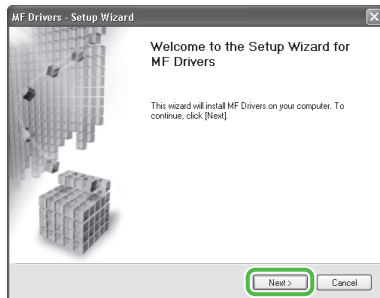 MF Drivers - Setup Wizard
Welcome to the Setup Wizard for
MF Drivers
This wizard will install MF Drivers on your computer. To
continue, click [Next].
Next >
Cancel